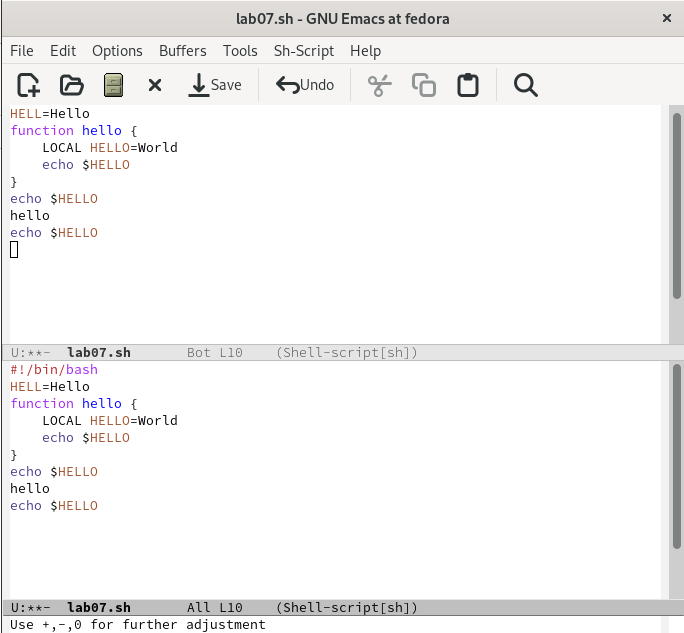 lab07.sh - GNU Emacs at fedora
File Edit Options Buffers Tools Sh-Script Help
Save Undo
HELL=Hello
function hello {
    LOCAL HELLO=World
    echo $HELLO
}
echo $HELLO
hello
echo $HELLO
U:**-  lab07.sh       Bot L10    (Shell-script[sh])
#!/bin/bash
HELL=Hello
function hello {
    LOCAL HELLO=World
    echo $HELLO
}
echo $HELLO
hello
echo $HELLO
U:**-  lab07.sh       All L10    (Shell-script[sh])
Use +,-,0 for further adjustment